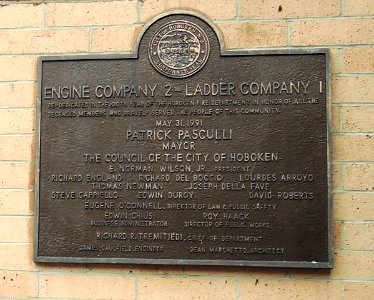 ENGINE COMPANY 2 - LADDER COMPANY 1
RE-DEDICATED IN THE 100TH YEAR OF THE HOBOKEN FIRE DEPARTMENT IN HONOR OF ALL THE
DECEASED MEMBERS WHO BRAVELY SERVED THE PEOPLE OF THIS COMMUNITY.
MAY 31, 1991
PATRICK PASCULLI
MAYOR
THE COUNCIL OF THE CITY OF HOBOKEN
E. NORMAN WILSON, JR., PRESIDENT
RICHARD ENGLAND RICHARD DEL BOCCIO LOURDES ARROYO
THOMAS NEWMAN JOSEPH DELLA FAVE
STEVE CAPPIELLO EDWIN DUROY DAVID ROBERTS
EUGENE O'CONNELL, DIRECTOR OF LAW & PUBLIC SAFETY
EDWIN CHIUS ROY HAACK
BUSINESS ADMINISTRATOR DIRECTOR OF PUBLIC WORKS
RICHARD R. TREMITIEDI, CHIEF OF DEPARTMENT
JAMES CAULFIELD, ENGINEER DEAN MARCHETTO, ARCHITECT